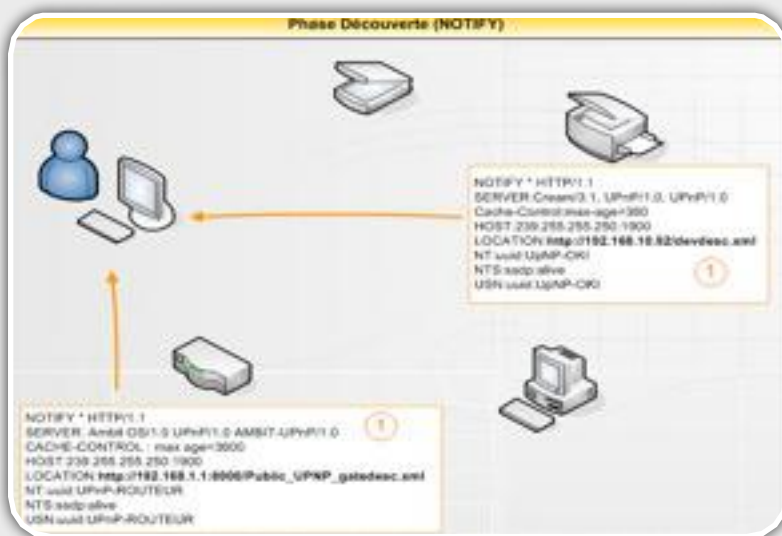 Phase Découverte (NOTIFY)
NOTIFY * HTTP/1.1
SERVER:Cream/3.1, UPnP/1.0, UPnP/1.0
Cache-Control:max-age=360
HOST:239.255.255.250:1900
LOCATION:http://192.168.10.92/devdesc.xml
NT:uuid:UpNP-OKI
NTS:ssdp:alive
USN:uuid:UpNP-OKI
1
NOTIFY * HTTP/1.1
SERVER: Ambit OS/1.0 UPnP/1.0 AMBIT-UPnP/1.0
CACHE-CONTROL : max age=3600
HOST:239.255.255.250:1900
LOCATION:http://192.168.1.1:8000/Public_UPNP_gatedesc.xml
NT:uuid:UPnP-ROUTEUR
NTS:ssdp:alive
USN:uuid:UPnP-ROUTEUR
1